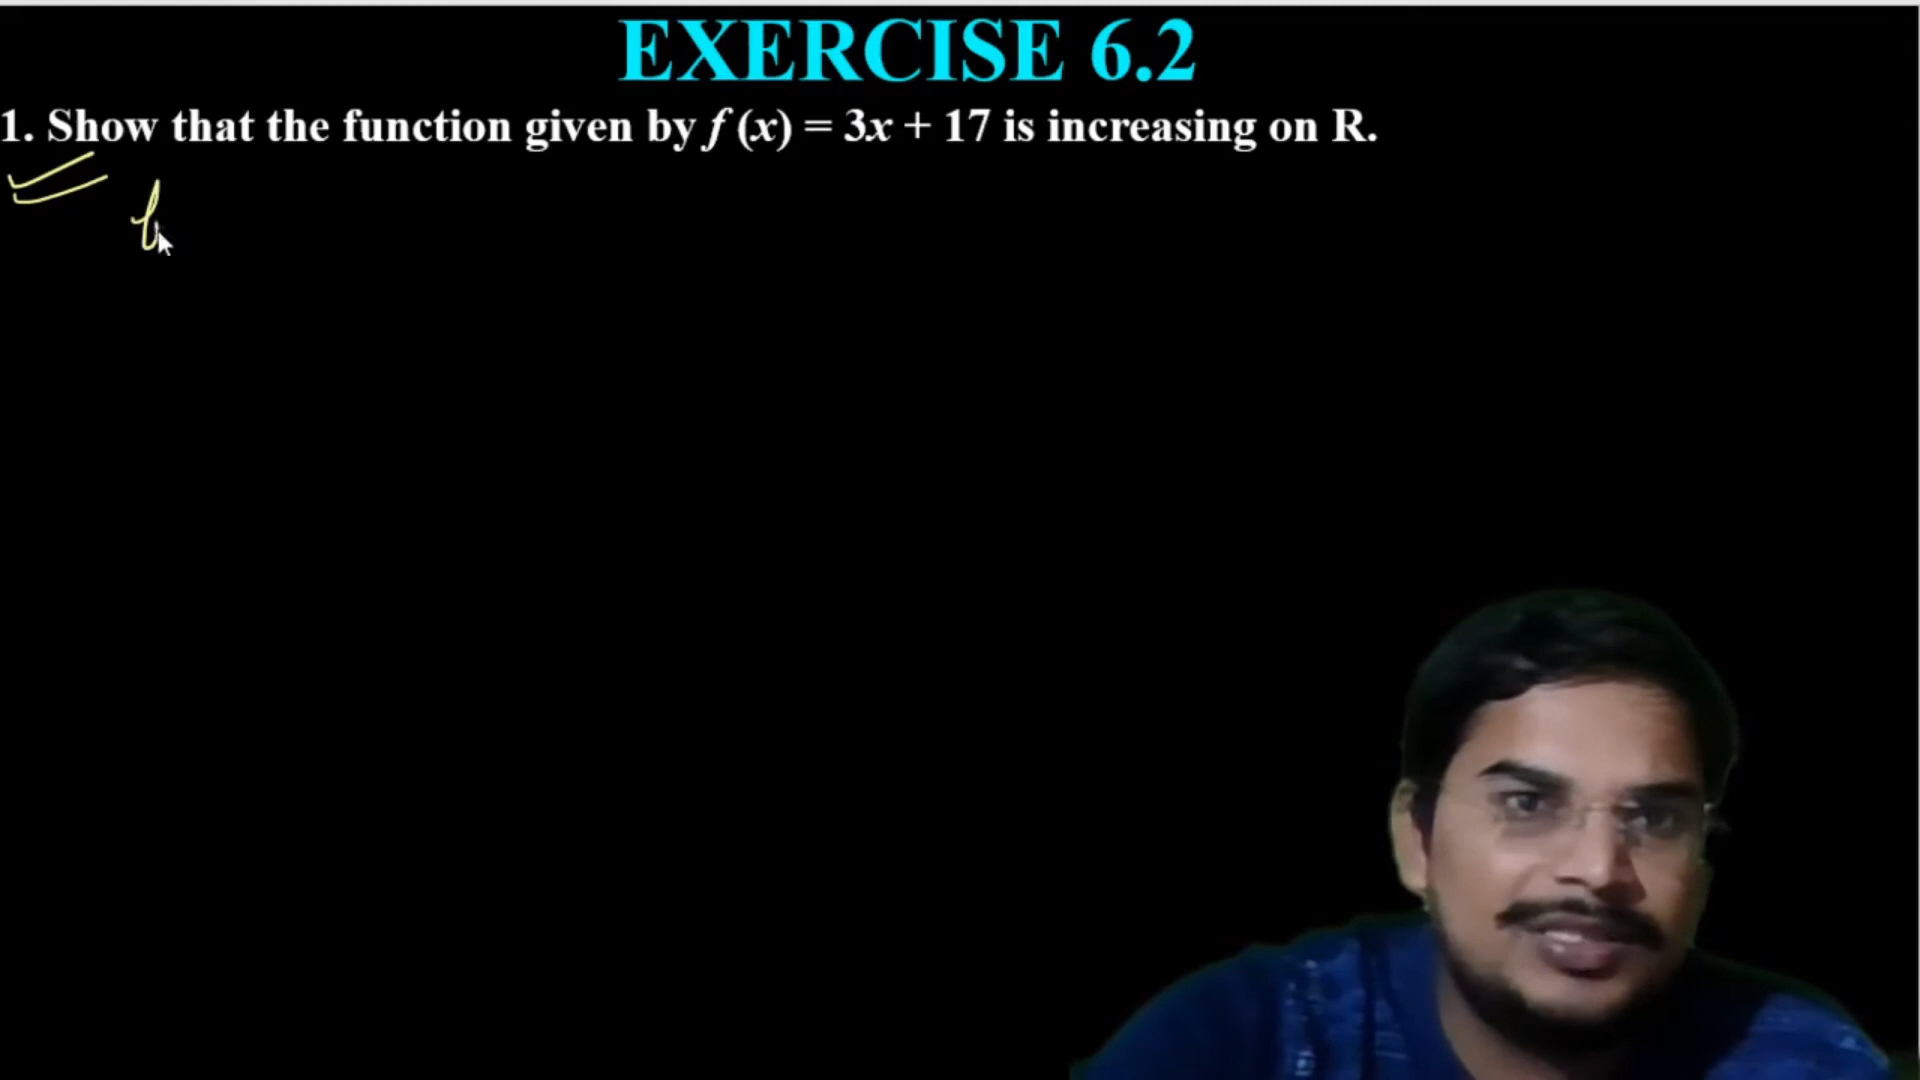 EXERCISE 6.2
1. Show that the function given by f (x) = 3x + 17 is increasing on R.
f